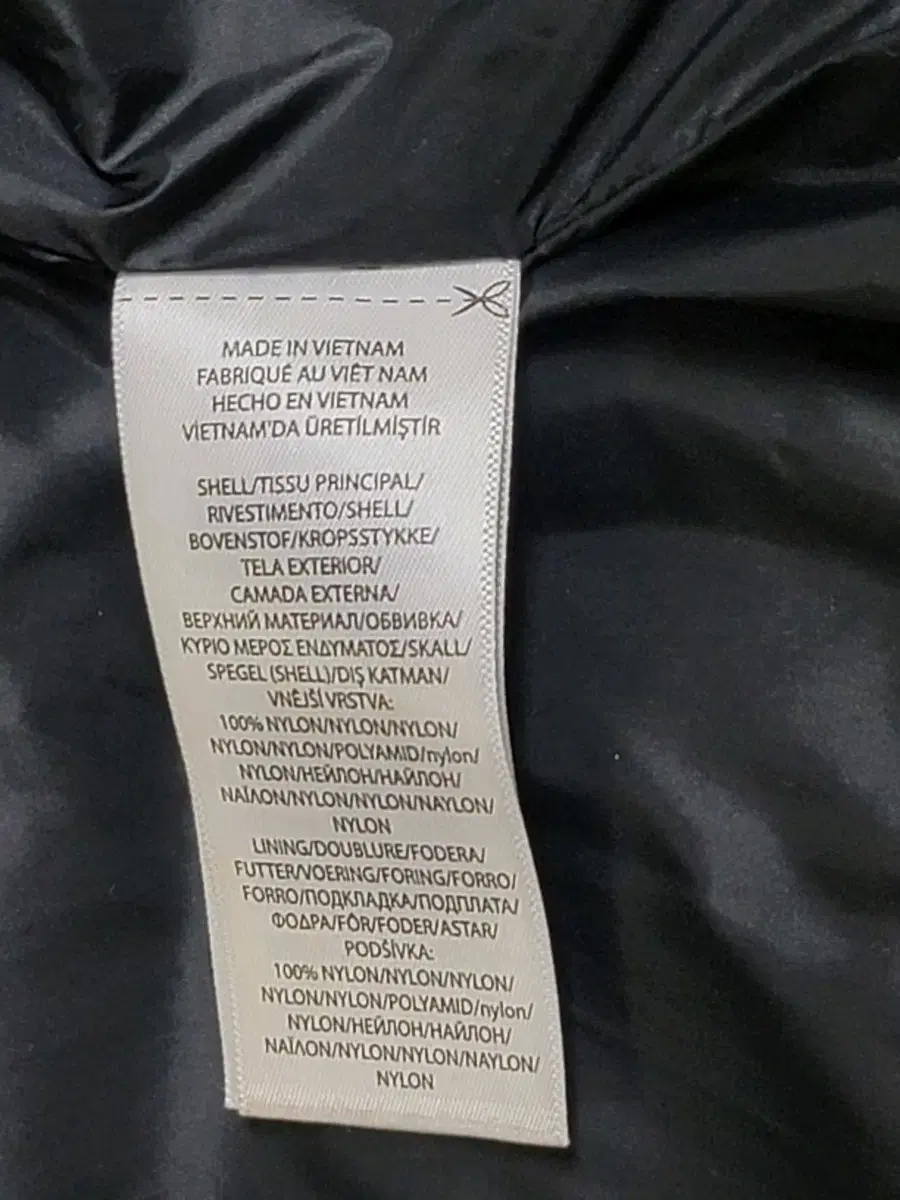 MADE IN VIETNAM
FABRIQUÉ AU VIÊT NAM
HECHO EN VIETNAM
VIETNAM'DA ÜRETİLMİŞTİR
SHELL/TISSU PRINCIPAL/
RIVESTIMENTO/SHELL/
BOVENSTOF/KROPSSTYKKE/
TELA EXTERIOR/
CAMADA EXTERNA/
ВЕРХНИЙ МАТЕРИАЛ/ОБВИВКА/
ΚΥΡΙΟ ΜΕΡΟΣ ΕΝΔΥΜΑΤΟΣ/SKALL/
SPEGEL (SHELL)/DIŞ KATMAN/
VNĚJŠÍ VRSTVA:
100% NYLON/NYLON/NYLON/
NYLON/NYLON/POLYAMID/nylon/
NYLON/НЕЙЛОН/НАЙЛОН/
ΝΑΪΛΟΝ/NYLON/NYLON/NAYLON/
NYLON
LINING/DOUBLURE/FODERA/
FUTTER/VOERING/FORING/FORRO/
FORRO/ПОДКЛАДКА/ПОДПЛАТА/
ΦΟΔΡΑ/FÔR/FODER/ASTAR/
PODŠÍVKA:
100% NYLON/NYLON/NYLON/
NYLON/NYLON/POLYAMID/nylon/
NYLON/НЕЙЛОН/НАЙЛОН/
ΝΑΪΛΟΝ/NYLON/NYLON/NAYLON/
NYLON